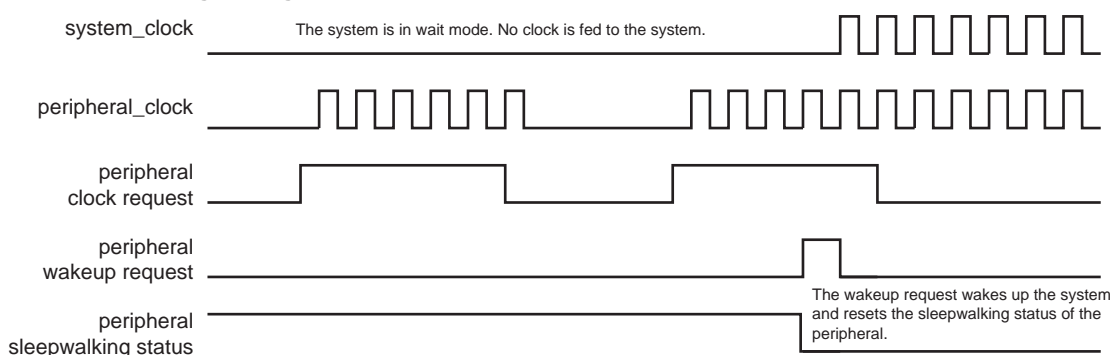 system_clock
The system is in wait mode. No clock is fed to the system.
peripheral_clock
peripheral
clock request
peripheral
wakeup request
The wakeup request wakes up the system
and resets the sleepwalking status of the
peripheral.
peripheral
sleepwalking status